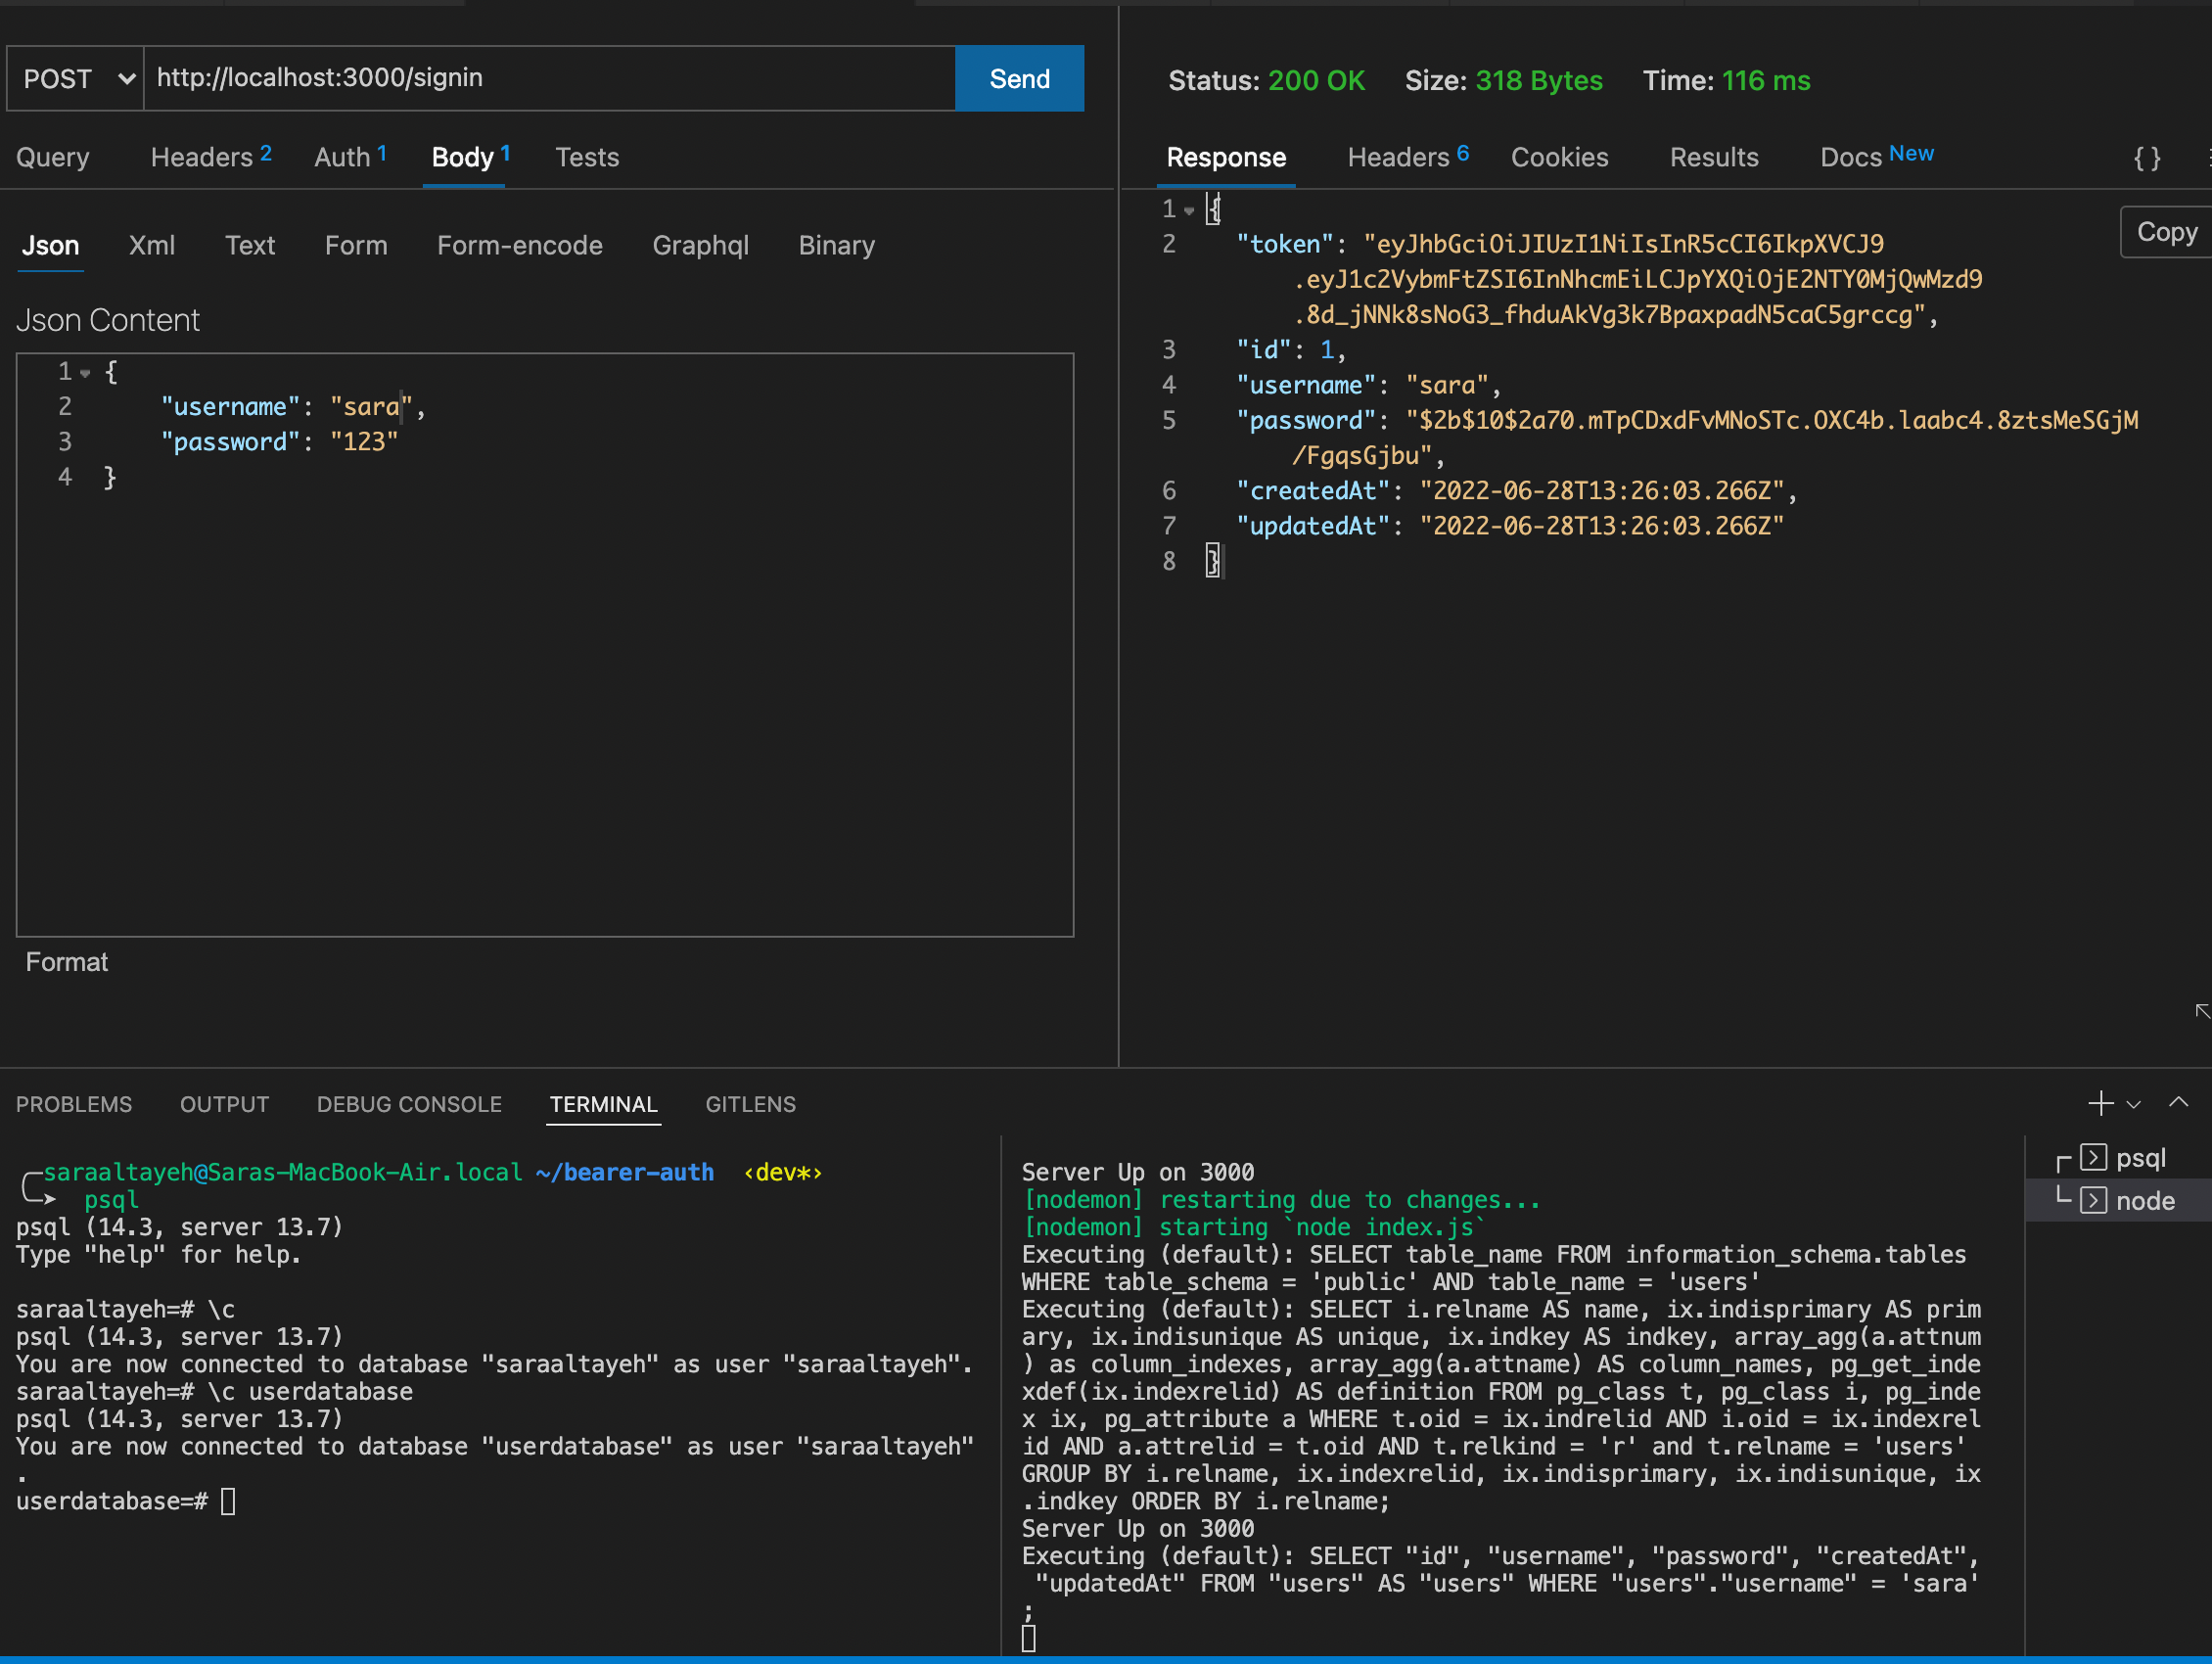 POST
http://localhost:3000/signin
Send
Query Headers 2 Auth 1 Body 1 Tests
Json Xml Text Form Form-encode Graphql Binary
Json Content
1 {
2 "username": "sara",
3 "password": "123"
4 }
Format
Status: 200 OK Size: 318 Bytes Time: 116 ms
Response Headers 6 Cookies Results Docs New {}
Copy
1 {
2 "token": "eyJhbGciOiJIUzI1NiIsInR5cCI6IkpXVCJ9
.eyJ1c2VybmFtZSI6InNhcmEiLCJpYXQiOjE2NTY0MjQwMzd9
.8d_jNNk8sNoG3_fhduAkVg3k7BpaxpadN5caC5grccg",
3 "id": 1,
4 "username": "sara",
5 "password": "$2b$10$2a70.mTpCDxdFvMNoSTc.OXC4b.laabc4.8ztsMeSGjM
/FgqsGjbu",
6 "createdAt": "2022-06-28T13:26:03.266Z",
7 "updatedAt": "2022-06-28T13:26:03.266Z"
8 }
PROBLEMS OUTPUT DEBUG CONSOLE TERMINAL GITLENS
saraaltayeh@Saras-MacBook-Air.local ~/bearer-auth ‹dev*›
psql
psql (14.3, server 13.7)
Type "help" for help.
saraaltayeh=# \c
psql (14.3, server 13.7)
You are now connected to database "saraaltayeh" as user "saraaltayeh".
saraaltayeh=# \c userdatabase
psql (14.3, server 13.7)
You are now connected to database "userdatabase" as user "saraaltayeh"
.
userdatabase=#
Server Up on 3000
[nodemon] restarting due to changes...
[nodemon] starting `node index.js`
Executing (default): SELECT table_name FROM information_schema.tables
WHERE table_schema = 'public' AND table_name = 'users'
Executing (default): SELECT i.relname AS name, ix.indisprimary AS prim
ary, ix.indisunique AS unique, ix.indkey AS indkey, array_agg(a.attnum
) as column_indexes, array_agg(a.attname) AS column_names, pg_get_inde
xdef(ix.indexrelid) AS definition FROM pg_class t, pg_class i, pg_inde
x ix, pg_attribute a WHERE t.oid = ix.indrelid AND i.oid = ix.indexrel
id AND a.attrelid = t.oid AND t.relkind = 'r' and t.relname = 'users'
GROUP BY i.relname, ix.indexrelid, ix.indisprimary, ix.indisunique, ix
.indkey ORDER BY i.relname;
Server Up on 3000
Executing (default): SELECT "id", "username", "password", "createdAt",
"updatedAt" FROM "users" AS "users" WHERE "users"."username" = 'sara'
;
psql
node